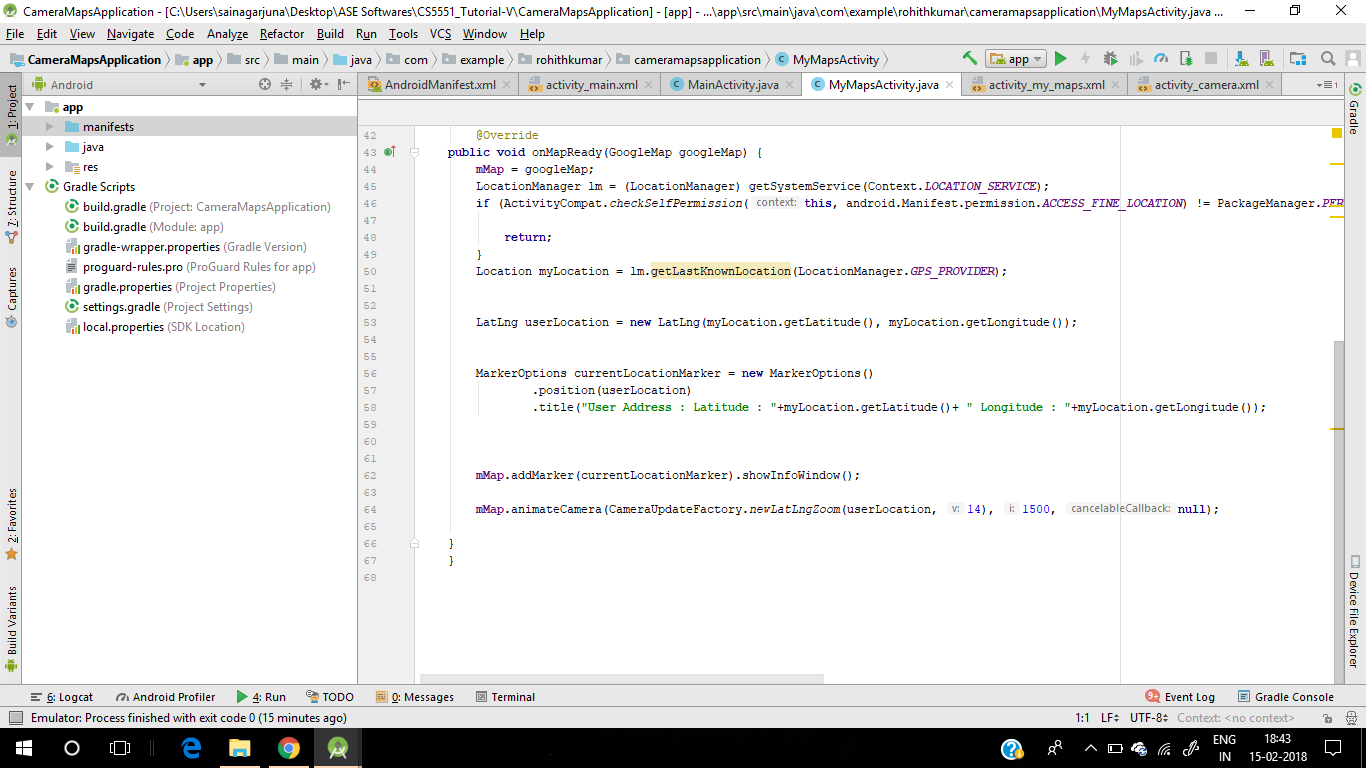 CameraMapsApplication - [C:\Users\sainagarjuna\Desktop\ASE Softwares\CS5551_Tutorial-V\CameraMapsApplication] - [app] - ...\app\src\main\java\com\example\rohithkumar\cameramapsapplication\MyMapsActivity.java ...
File Edit View Navigate Code Analyze Refactor Build Run Tools VCS Window Help
CameraMapsApplication app src main java com example rohithkumar cameramapsapplication MyMapsActivity app
Android
AndroidManifest.xml activity_main.xml MainActivity.java MyMapsActivity.java activity_my_maps.xml activity_camera.xml
1: Project
7: Structure
Captures
2: Favorites
Build Variants
app
manifests
java
res
Gradle Scripts
build.gradle (Project: CameraMapsApplication)
build.gradle (Module: app)
gradle-wrapper.properties (Gradle Version)
proguard-rules.pro (ProGuard Rules for app)
gradle.properties (Project Properties)
settings.gradle (Project Settings)
local.properties (SDK Location)
42 @Override
43 public void onMapReady(GoogleMap googleMap) {
44 mMap = googleMap;
45 LocationManager lm = (LocationManager) getSystemService(Context.LOCATION_SERVICE);
46 if (ActivityCompat.checkSelfPermission( context: this, android.Manifest.permission.ACCESS_FINE_LOCATION) != PackageManager.PER
47
48 return;
49 }
50 Location myLocation = lm.getLastKnownLocation(LocationManager.GPS_PROVIDER);
51
52
53 LatLng userLocation = new LatLng(myLocation.getLatitude(), myLocation.getLongitude());
54
55
56 MarkerOptions currentLocationMarker = new MarkerOptions()
57 .position(userLocation)
58 .title("User Address : Latitude : "+myLocation.getLatitude()+ " Longitude : "+myLocation.getLongitude());
59
60
61
62 mMap.addMarker(currentLocationMarker).showInfoWindow();
63
64 mMap.animateCamera(CameraUpdateFactory.newLatLngZoom(userLocation, v: 14), i: 1500, cancelableCallback: null);
65
66 }
67 }
68
Gradle
Device File Explorer
6: Logcat Android Profiler 4: Run TODO 0: Messages Terminal 9+ Event Log Gradle Console
Emulator: Process finished with exit code 0 (15 minutes ago) 1:1 LF UTF-8 Context: <no context>
ENG 18:43
IN 15-02-2018